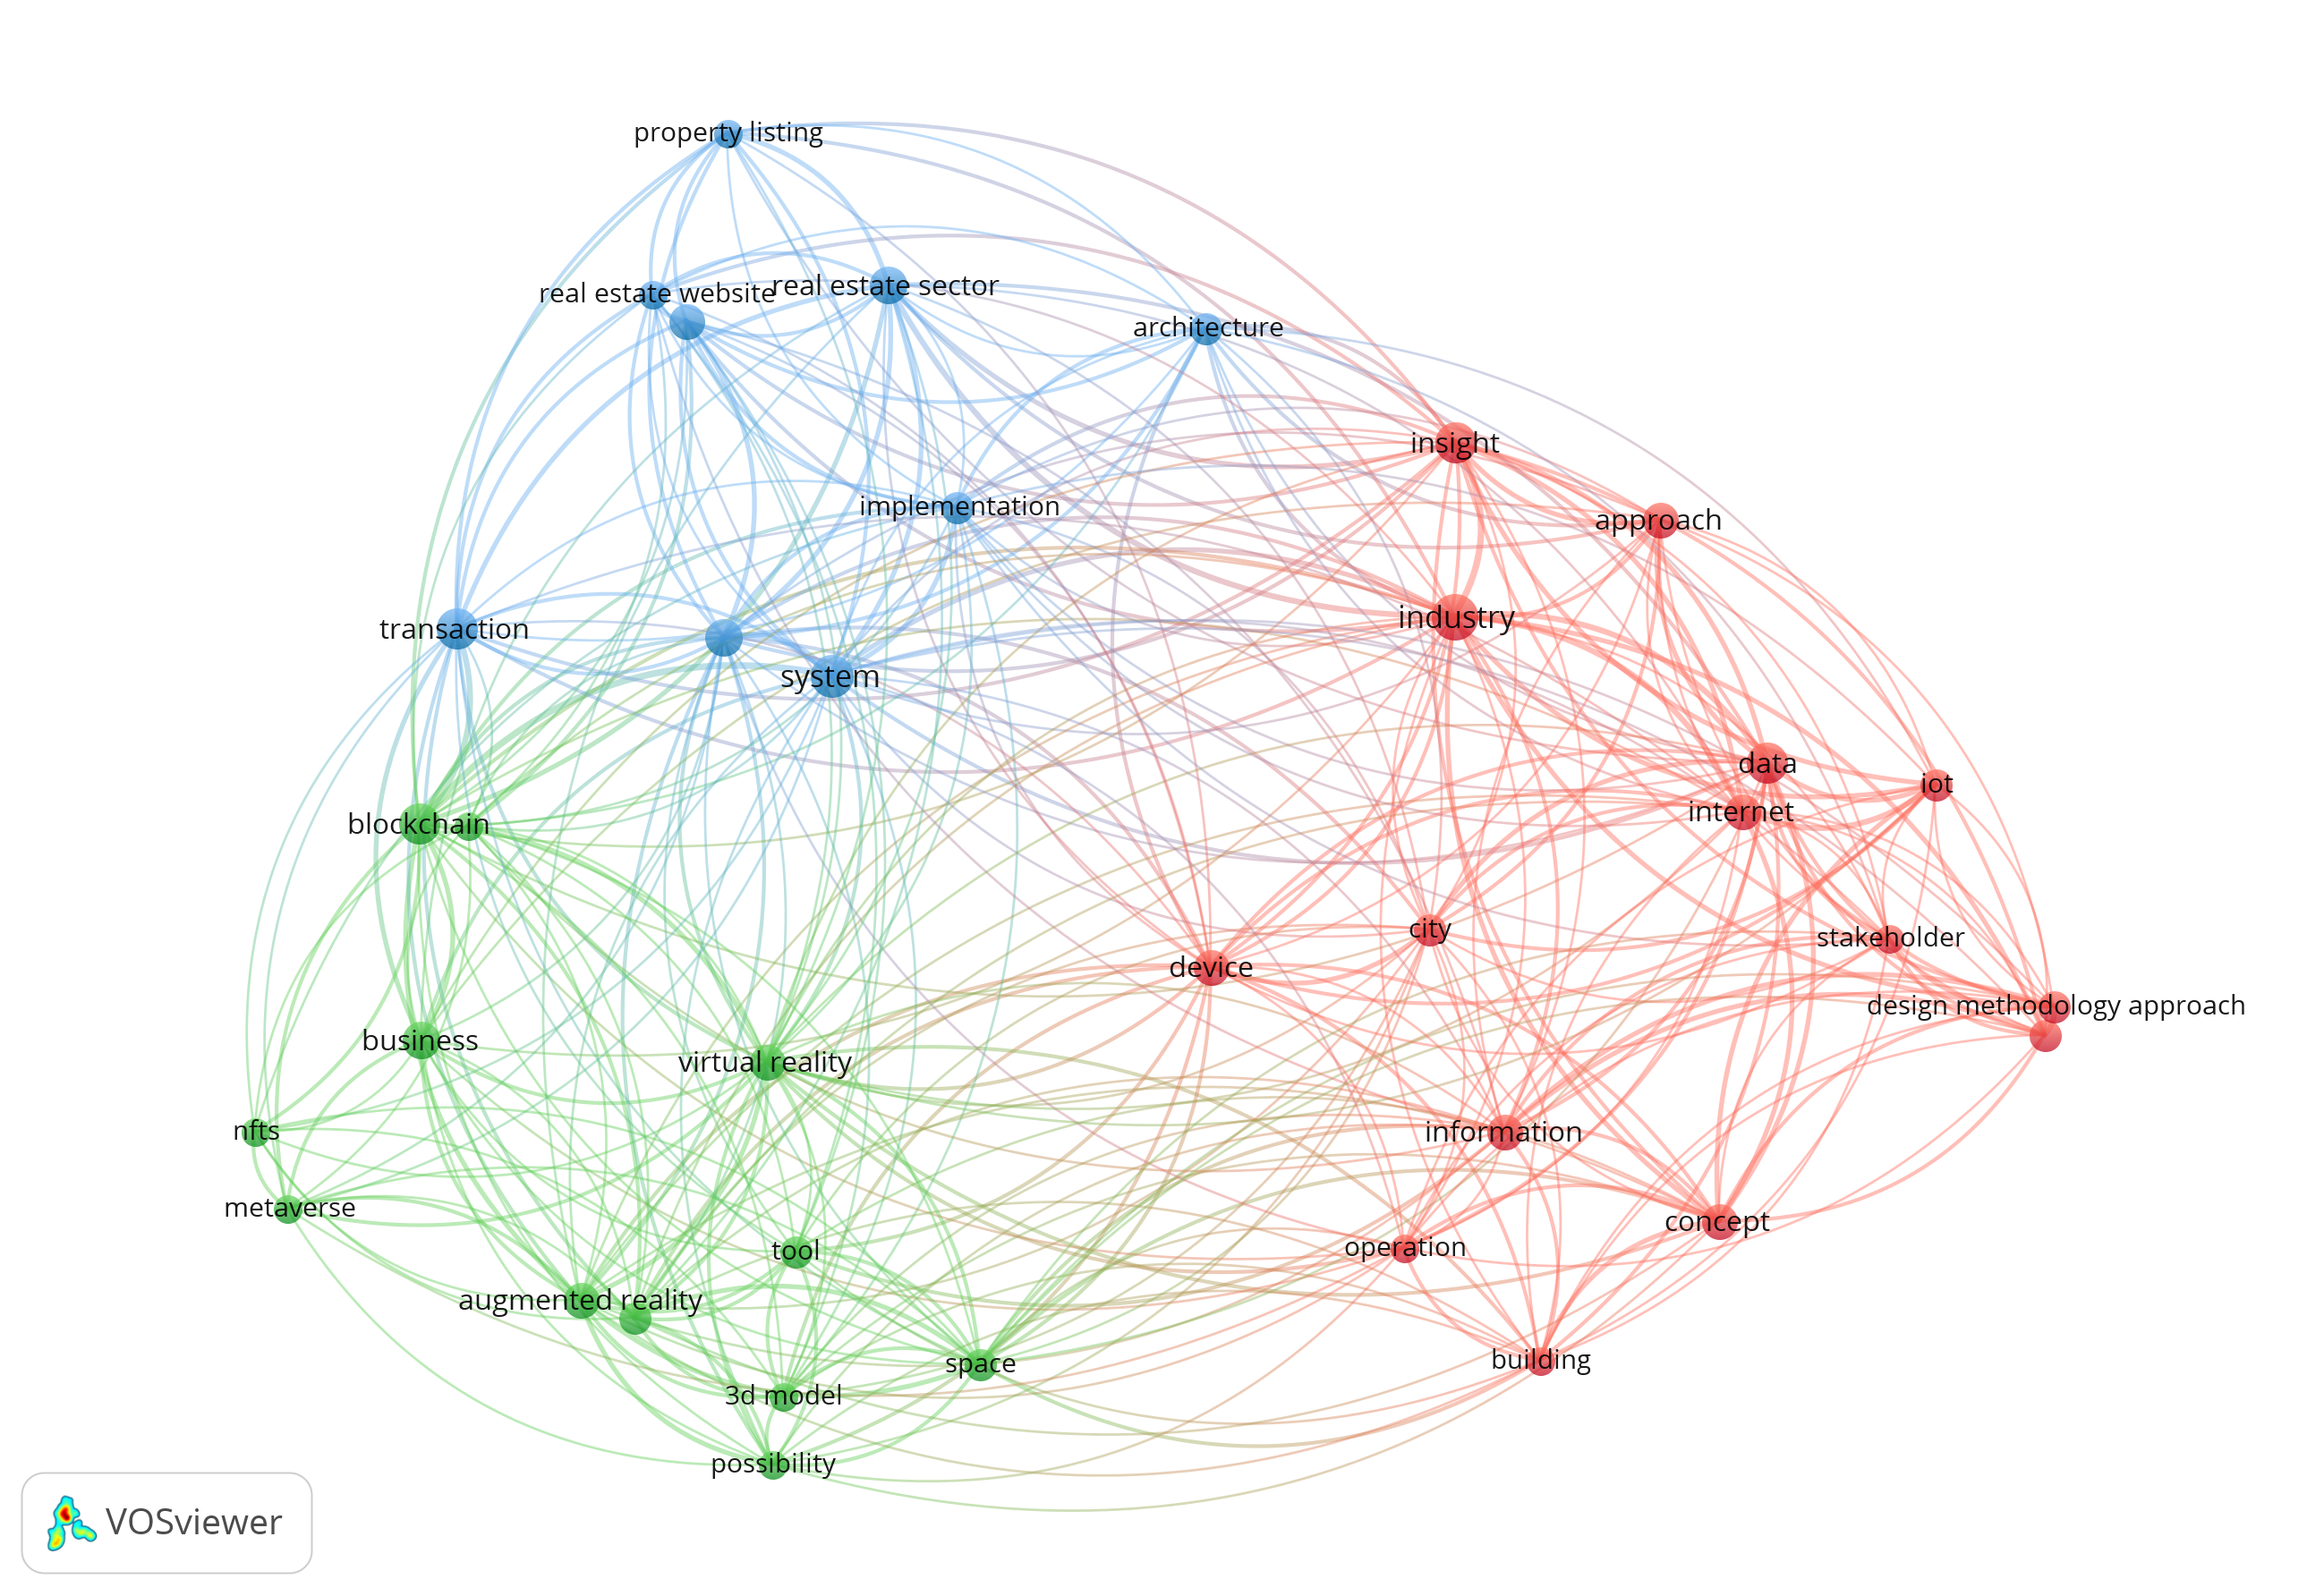 property listing
real estate website
real estate sector
architecture
insight
implementation
approach
transaction
industry
system
data
iot
internet
blockchain
city
stakeholder
device
design methodology approach
business
virtual reality
nfts
information
metaverse
concept
tool
operation
augmented reality
space
building
3d model
possibility
VOSviewer